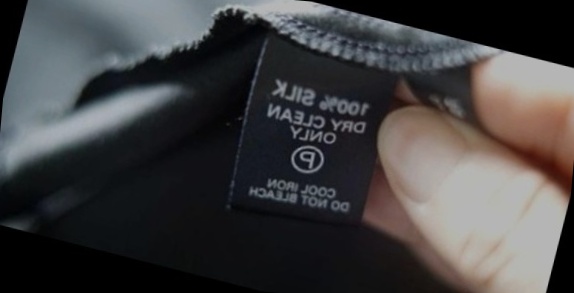 100% SILK
DRY CLEAN
ONLY
P
COOL IRON
DO NOT BLEACH